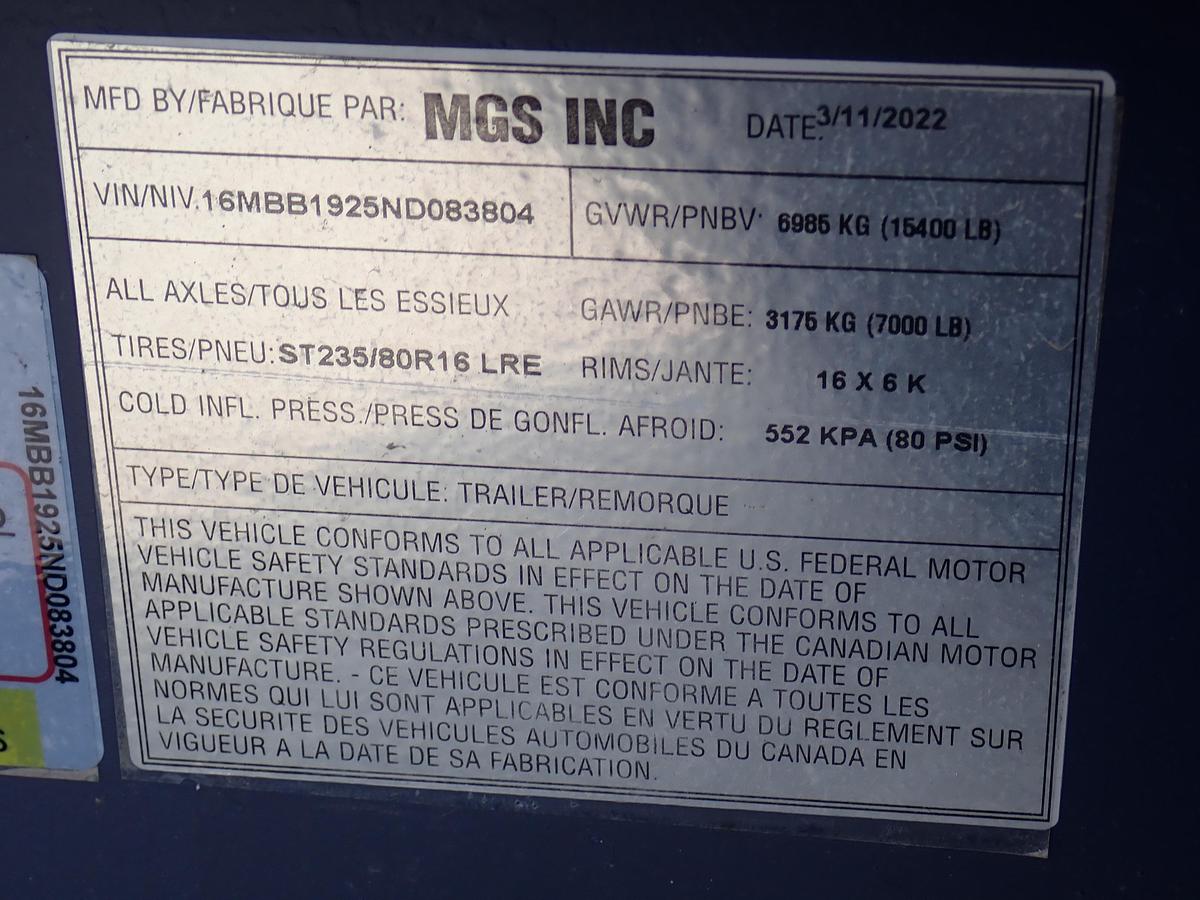 MFD BY/FABRIQUE PAR: MGS INC DATE: 3/11/2022
VIN/NIV. 16MBB1925ND083804 GVWR/PNBV 6985 KG (15400 LB)
ALL AXLES/TOUS LES ESSIEUX GAWR/PNBE: 3175 KG (7000 LB)
TIRES/PNEU: ST235/80R16 LRE RIMS/JANTE: 16 X 6 K
COLD INFL. PRESS./PRESS DE GONFL. AFROID: 552 KPA (80 PSI)
TYPE/TYPE DE VEHICULE: TRAILER/REMORQUE
THIS VEHICLE CONFORMS TO ALL APPLICABLE U.S. FEDERAL MOTOR
VEHICLE SAFETY STANDARDS IN EFFECT ON THE DATE OF
MANUFACTURE SHOWN ABOVE. THIS VEHICLE CONFORMS TO ALL
APPLICABLE STANDARDS PRESCRIBED UNDER THE CANADIAN MOTOR
VEHICLE SAFETY REGULATIONS IN EFFECT ON THE DATE OF
MANUFACTURE. - CE VEHICULE EST CONFORME A TOUTES LES
NORMES QUI LUI SONT APPLICABLES EN VERTU DU REGLEMENT SUR
LA SECURITE DES VEHICULES AUTOMOBILES DU CANADA EN
VIGUEUR A LA DATE DE SA FABRICATION.
16MBB1925ND083804